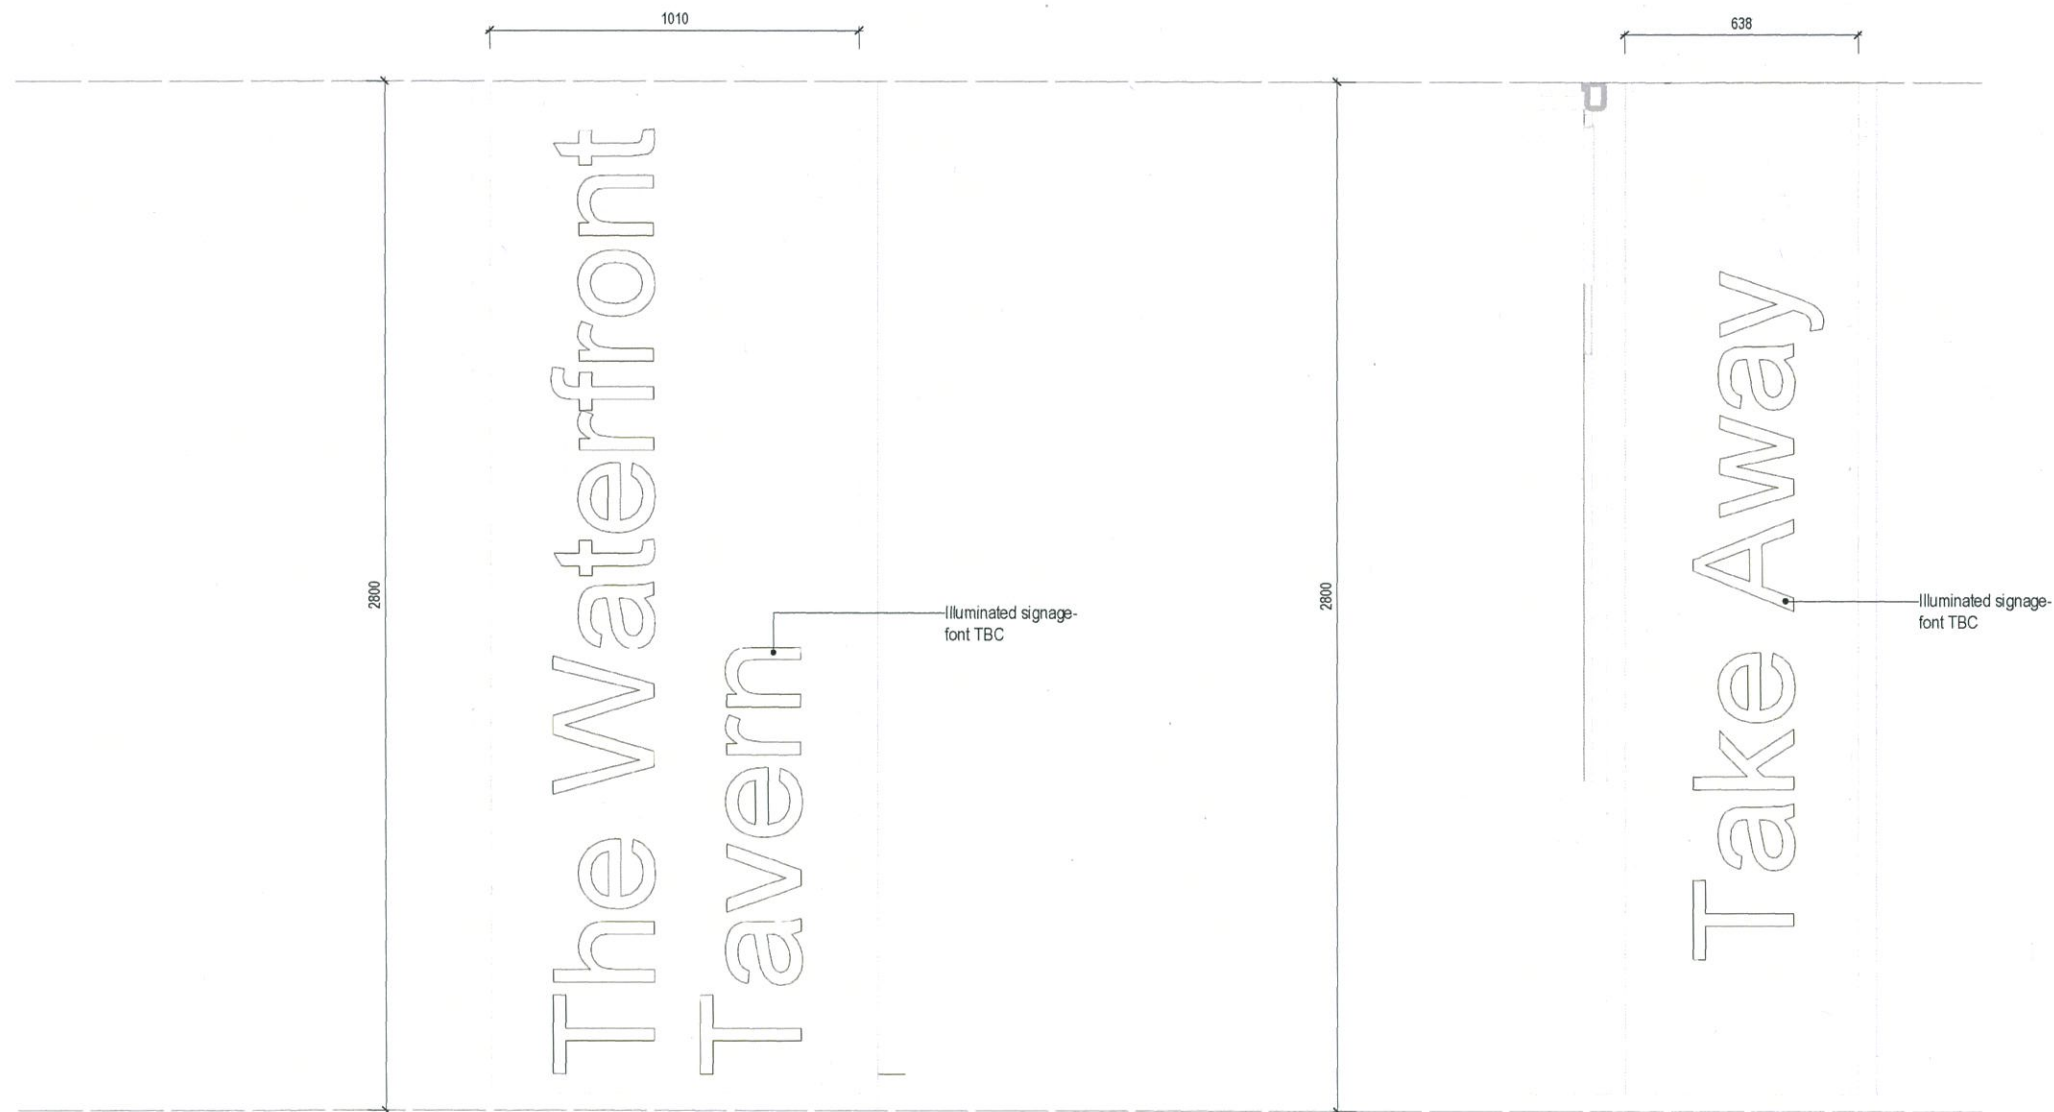 1010
638
The Waterfront
Tavern
2800
Illuminated signage-
font TBC
2800
Take Away
Illuminated signage-
font TBC